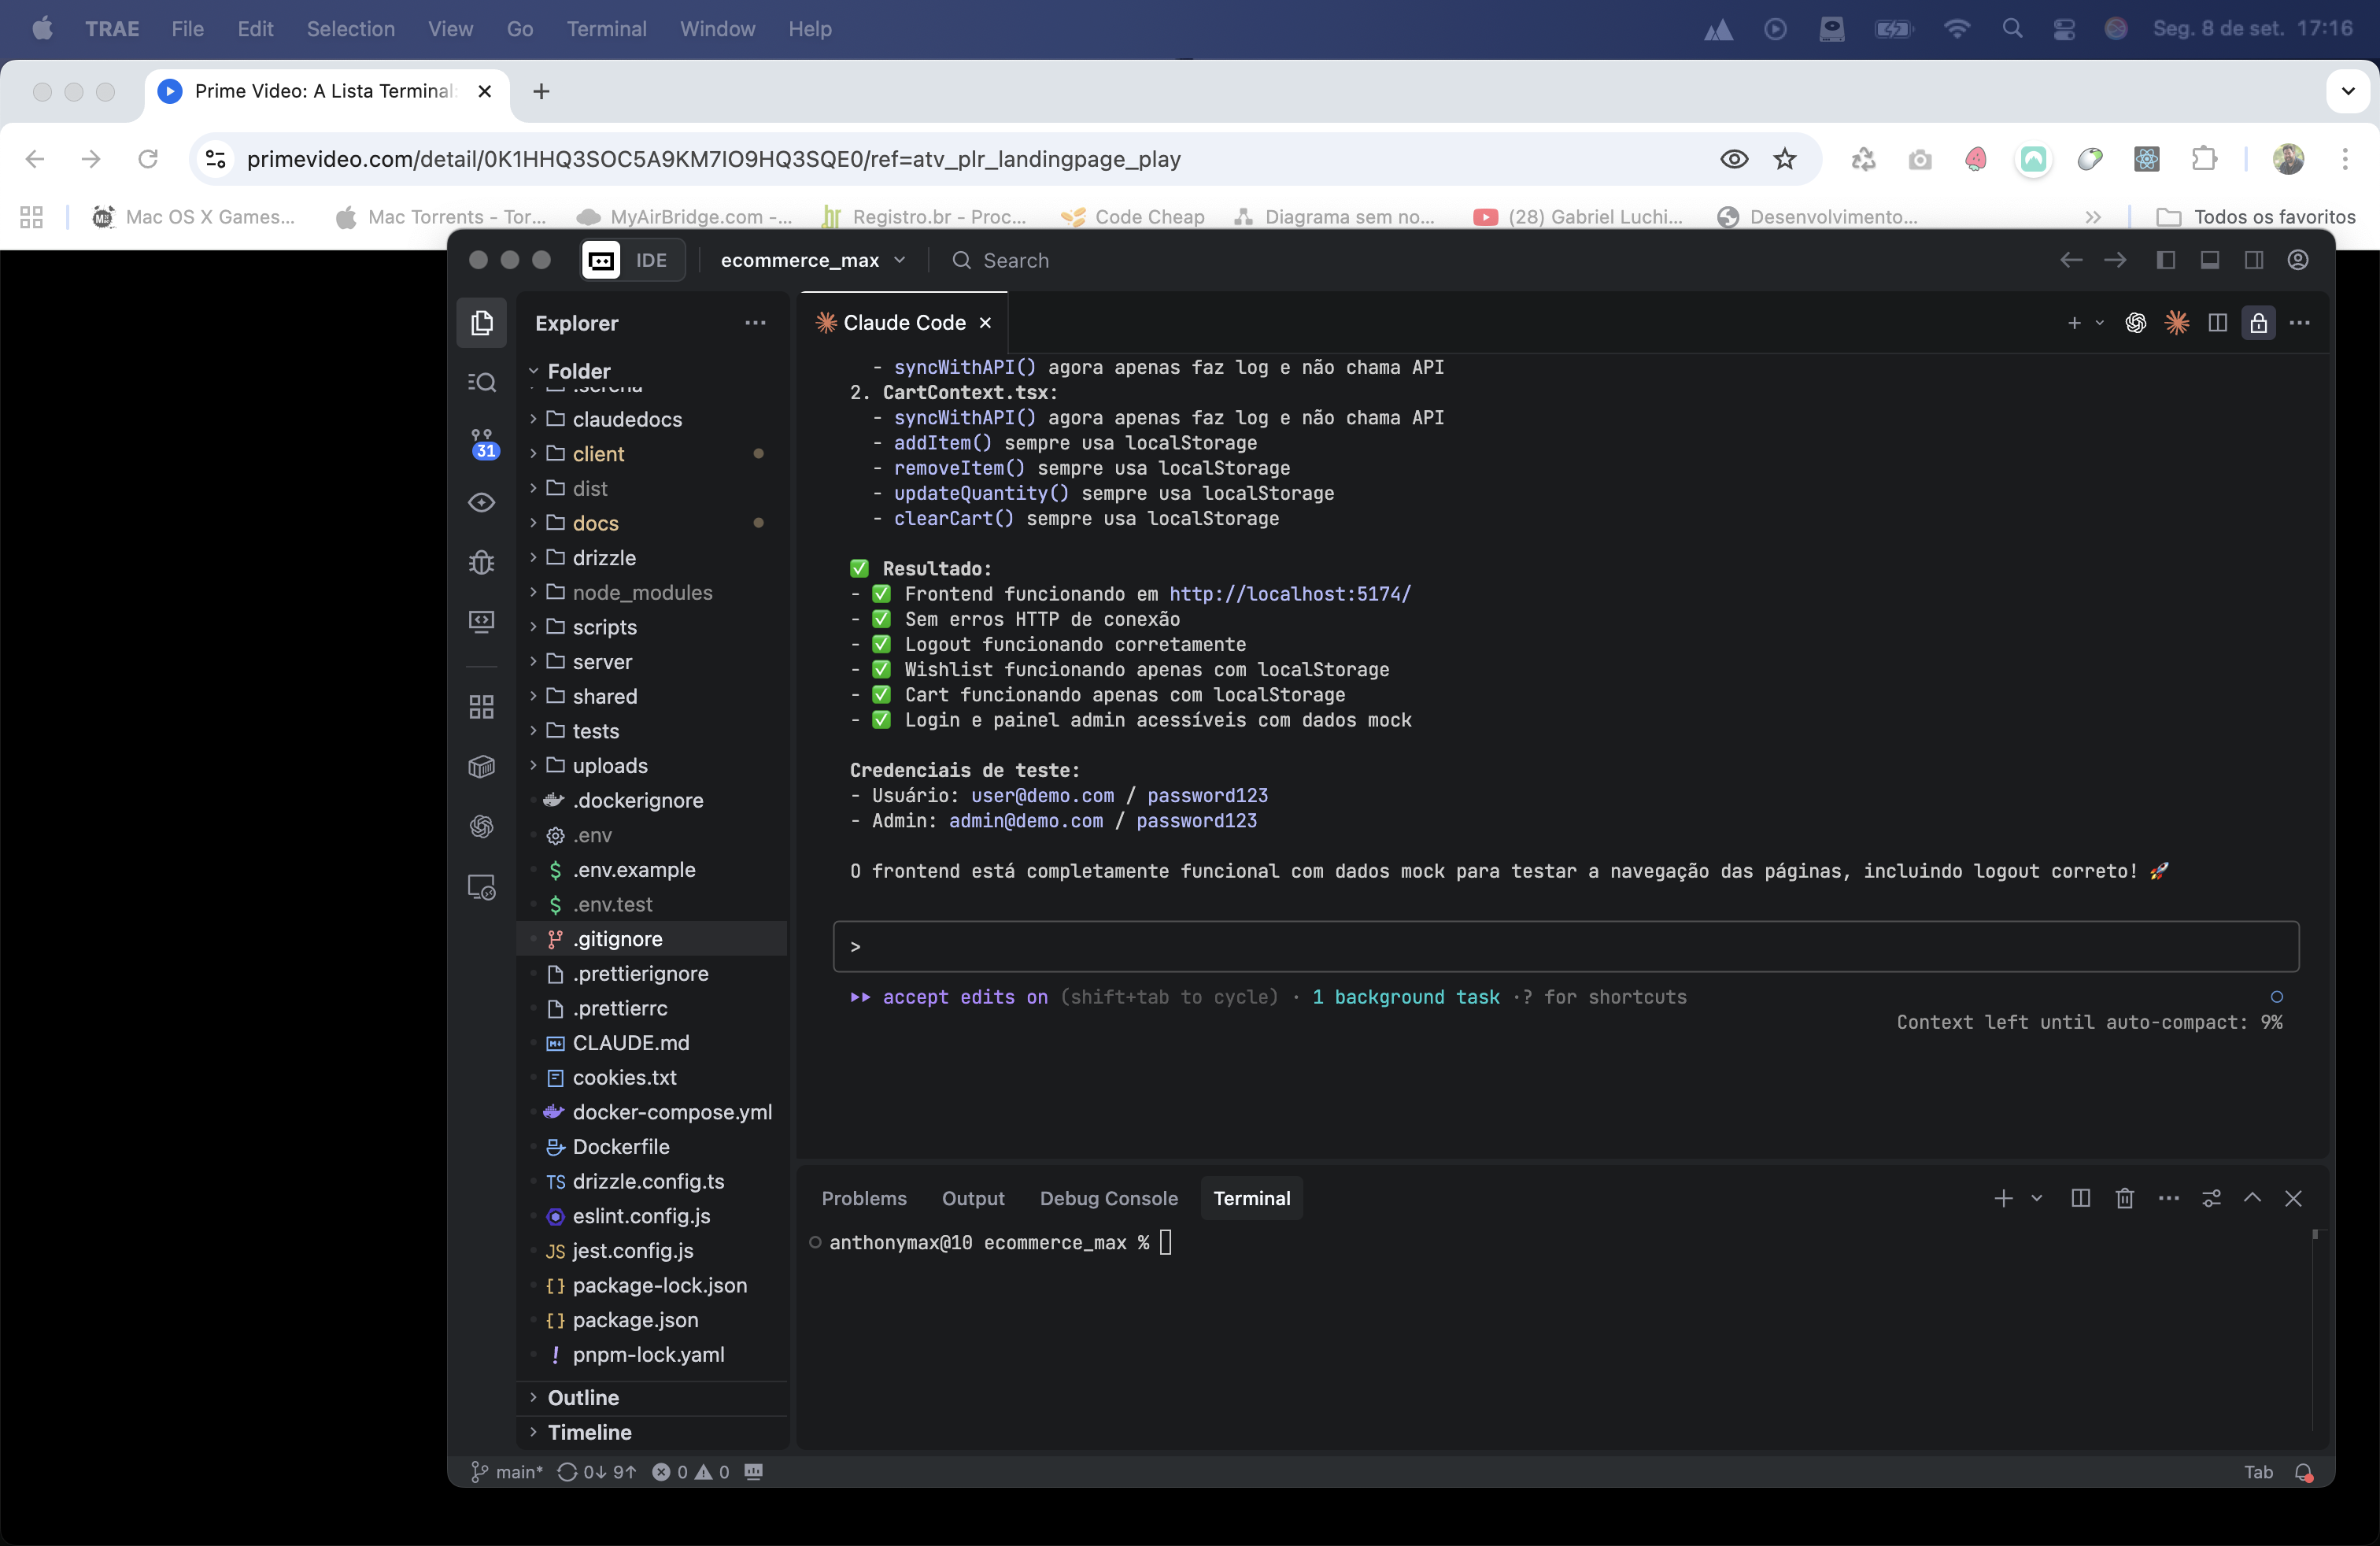 TRAE File Edit Selection View Go Terminal Window Help Seg. 8 de set. 17:16
Prime Video: A Lista Terminal:
primevideo.com/detail/0K1HHQ3SOC5A9KM7IO9HQ3SQE0/ref=atv_plr_landingpage_play
Mac OS X Games... Mac Torrents - Tor... MyAirBridge.com -... Registro.br - Proc... Code Cheap Diagrama sem no... (28) Gabriel Luchi... Desenvolvimento... Todos os favoritos
IDE ecommerce_max Search
Explorer
Folder
.serena
claudedocs
31
client
dist
docs
drizzle
node_modules
scripts
server
shared
tests
uploads
.dockerignore
.env
$ .env.example
$ .env.test
.gitignore
.prettierignore
.prettierrc
CLAUDE.md
cookies.txt
docker-compose.yml
Dockerfile
TS drizzle.config.ts
eslint.config.js
JS jest.config.js
{} package-lock.json
{} package.json
! pnpm-lock.yaml
Outline
Timeline
Claude Code
- syncWithAPI() agora apenas faz log e não chama API
2. CartContext.tsx:
- syncWithAPI() agora apenas faz log e não chama API
- addItem() sempre usa localStorage
- removeItem() sempre usa localStorage
- updateQuantity() sempre usa localStorage
- clearCart() sempre usa localStorage
✅ Resultado:
- ✅ Frontend funcionando em http://localhost:5174/
- ✅ Sem erros HTTP de conexão
- ✅ Logout funcionando corretamente
- ✅ Wishlist funcionando apenas com localStorage
- ✅ Cart funcionando apenas com localStorage
- ✅ Login e painel admin acessíveis com dados mock
Credenciais de teste:
- Usuário: user@demo.com / password123
- Admin: admin@demo.com / password123
O frontend está completamente funcional com dados mock para testar a navegação das páginas, incluindo logout correto! 🚀
>
▸▸ accept edits on (shift+tab to cycle) · 1 background task ·? for shortcuts
Context left until auto-compact: 9%
Problems Output Debug Console Terminal
anthonymax@10 ecommerce_max %
main* 0↓ 9↑ 0 0 Tab